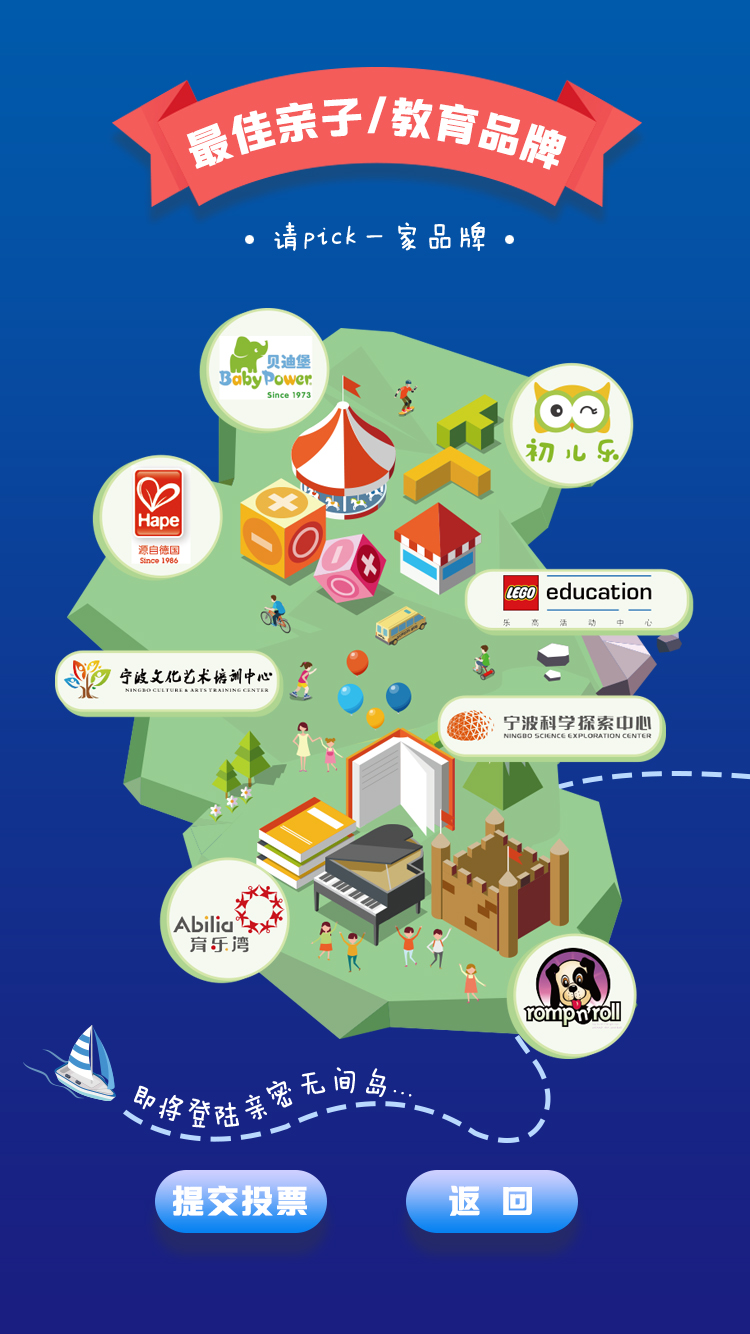 最佳亲子/教育品牌
• 请pick一家品牌 •
贝迪堡
BabyPower
Since 1973
初儿乐
Hape
源自德国
Since 1986
LEGO education
乐高活动中心
宁波文化艺术培训中心
NINGBO CULTURE & ARTS TRAINING CENTER
宁波科学探索中心
NINGBO SCIENCE EXPLORATION CENTER
Abilia
育乐湾
romp n' roll
即将登陆亲密无间岛...
提交投票
返回